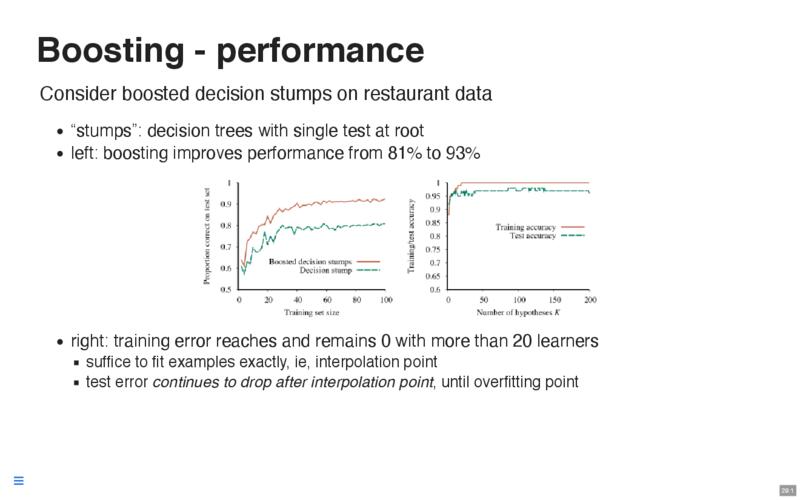 Boosting - performance
Consider boosted decision stumps on restaurant data
• “stumps”: decision trees with single test at root
• left: boosting improves performance from 81% to 93%
Proportion correct on test set
1
0.9
0.8
0.7
0.6
0.5
Boosted decision stumps
Decision stump
0 20 40 60 80 100
Training set size
Training/test accuracy
1
0.95
0.9
0.85
0.8
0.75
0.7
0.65
0.6
Training accuracy
Test accuracy
0 50 100 150 200
Number of hypotheses K
• right: training error reaches and remains 0 with more than 20 learners
▪ suffice to fit examples exactly, ie, interpolation point
▪ test error continues to drop after interpolation point, until overfitting point